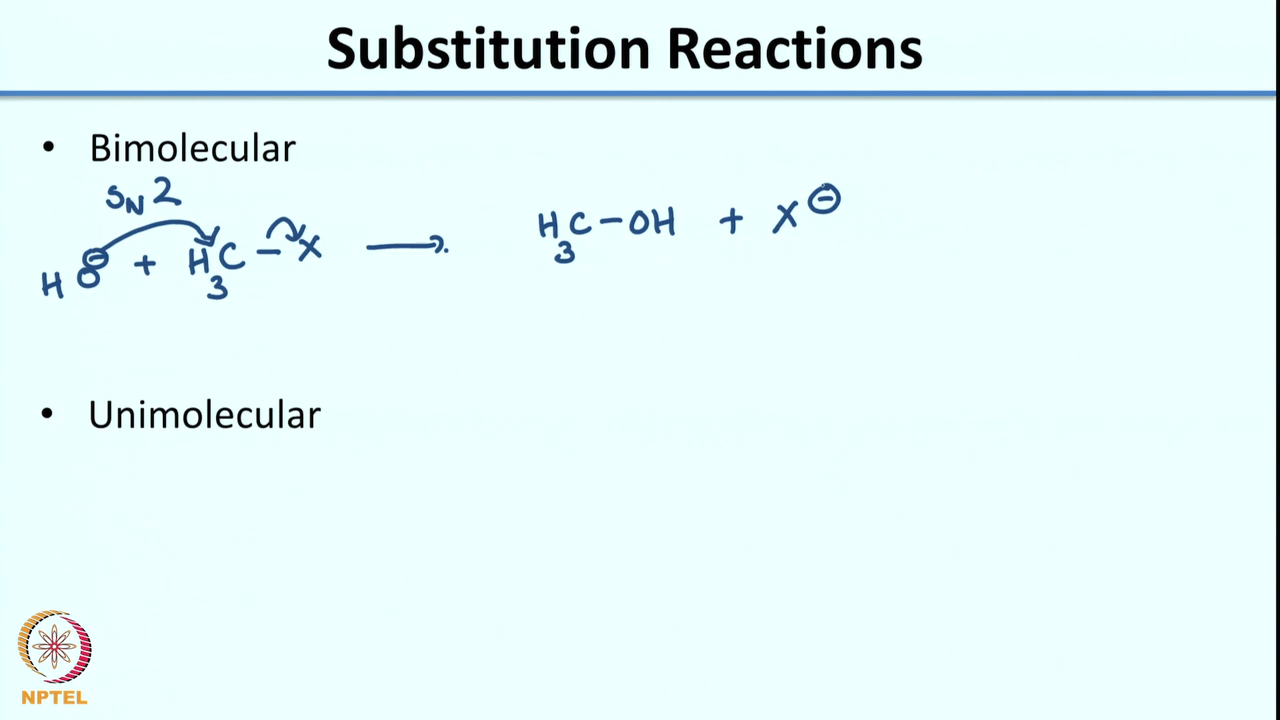 Substitution Reactions
• Bimolecular
SN2
HO⊖ + H3C – X ⟶ H3C – OH + X⊖
• Unimolecular
NPTEL